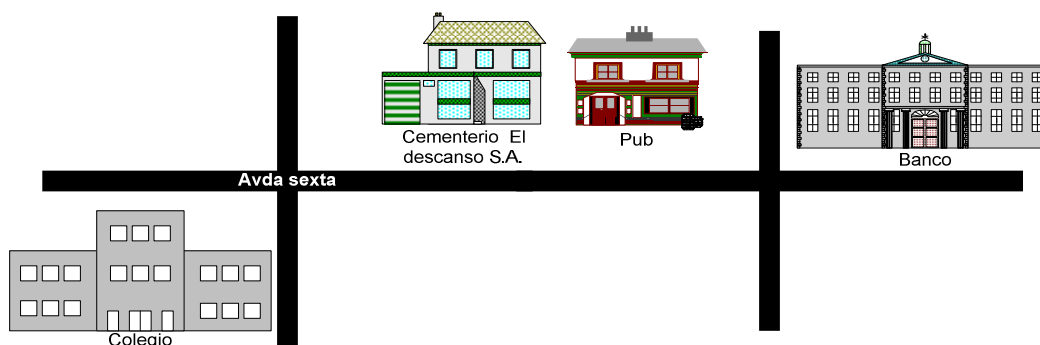 Cementerio El
descanso S.A.
Pub
Banco
Avda sexta
Colegio